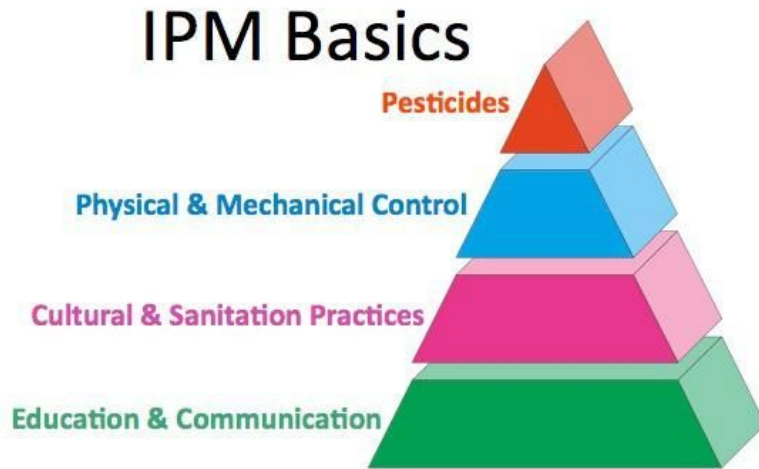 IPM Basics
Pesticides
Physical & Mechanical Control
Cultural & Sanitation Practices
Education & Communication